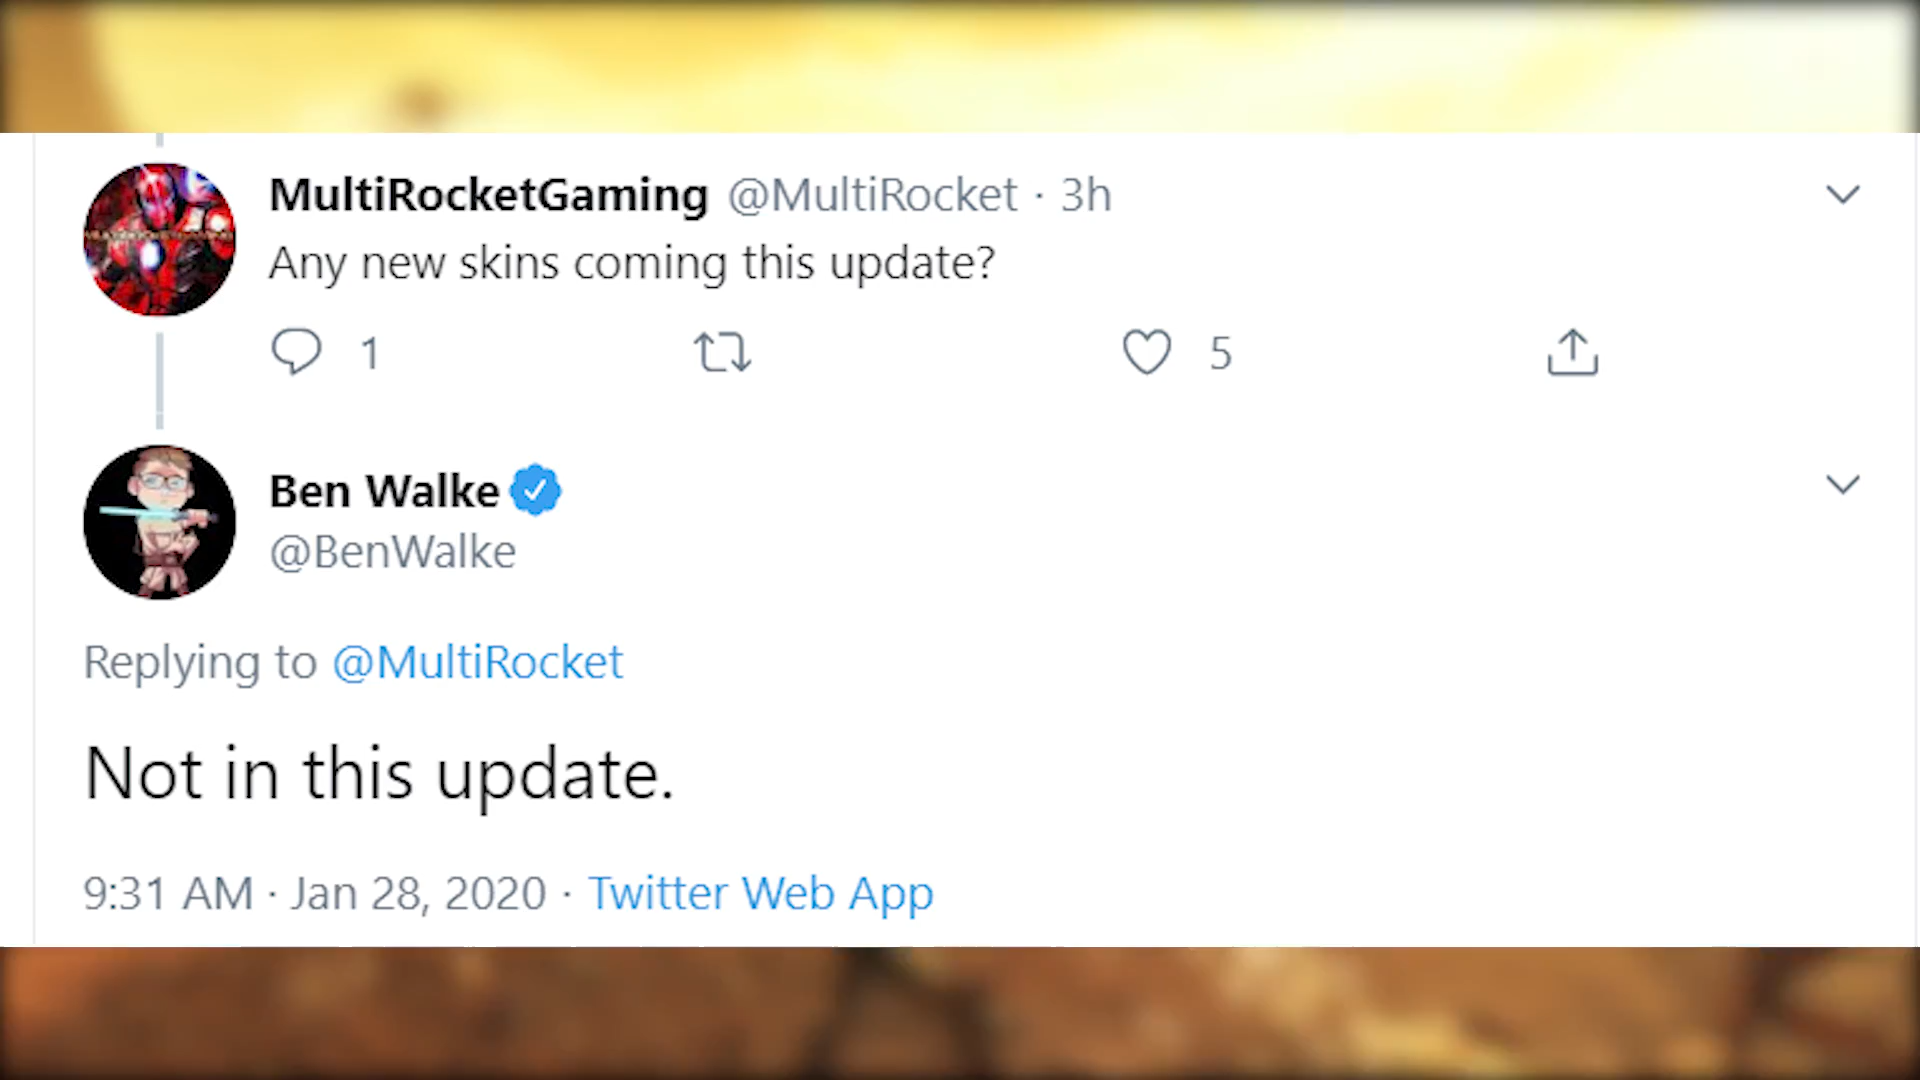 MultiRocketGaming @MultiRocket · 3h
Any new skins coming this update?
1 5
Ben Walke
@BenWalke
Replying to @MultiRocket
Not in this update.
9:31 AM · Jan 28, 2020 · Twitter Web App